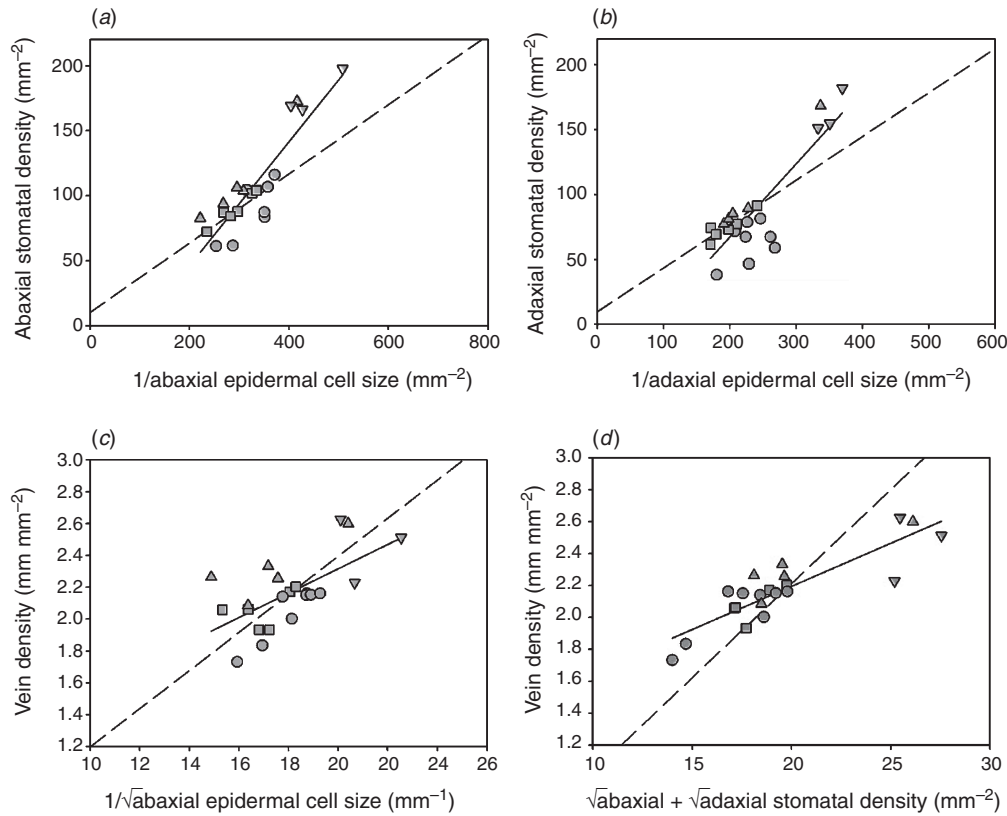 (a)
(b)
Abaxial stomatal density (mm–2)
200
150
100
50
0
0 200 400 600 800
1/abaxial epidermal cell size (mm–2)
Adaxial stomatal density (mm–2)
200
150
100
50
0
0 100 200 300 400 500 600
1/adaxial epidermal cell size (mm–2)
(c)
(d)
Vein density (mm mm–2)
3.0
2.8
2.6
2.4
2.2
2.0
1.8
1.6
1.4
1.2
10 12 14 16 18 20 22 24 26
1/√abaxial epidermal cell size (mm–1)
Vein density (mm mm–2)
3.0
2.8
2.6
2.4
2.2
2.0
1.8
1.6
1.4
1.2
10 15 20 25 30
√abaxial + √adaxial stomatal density (mm–2)